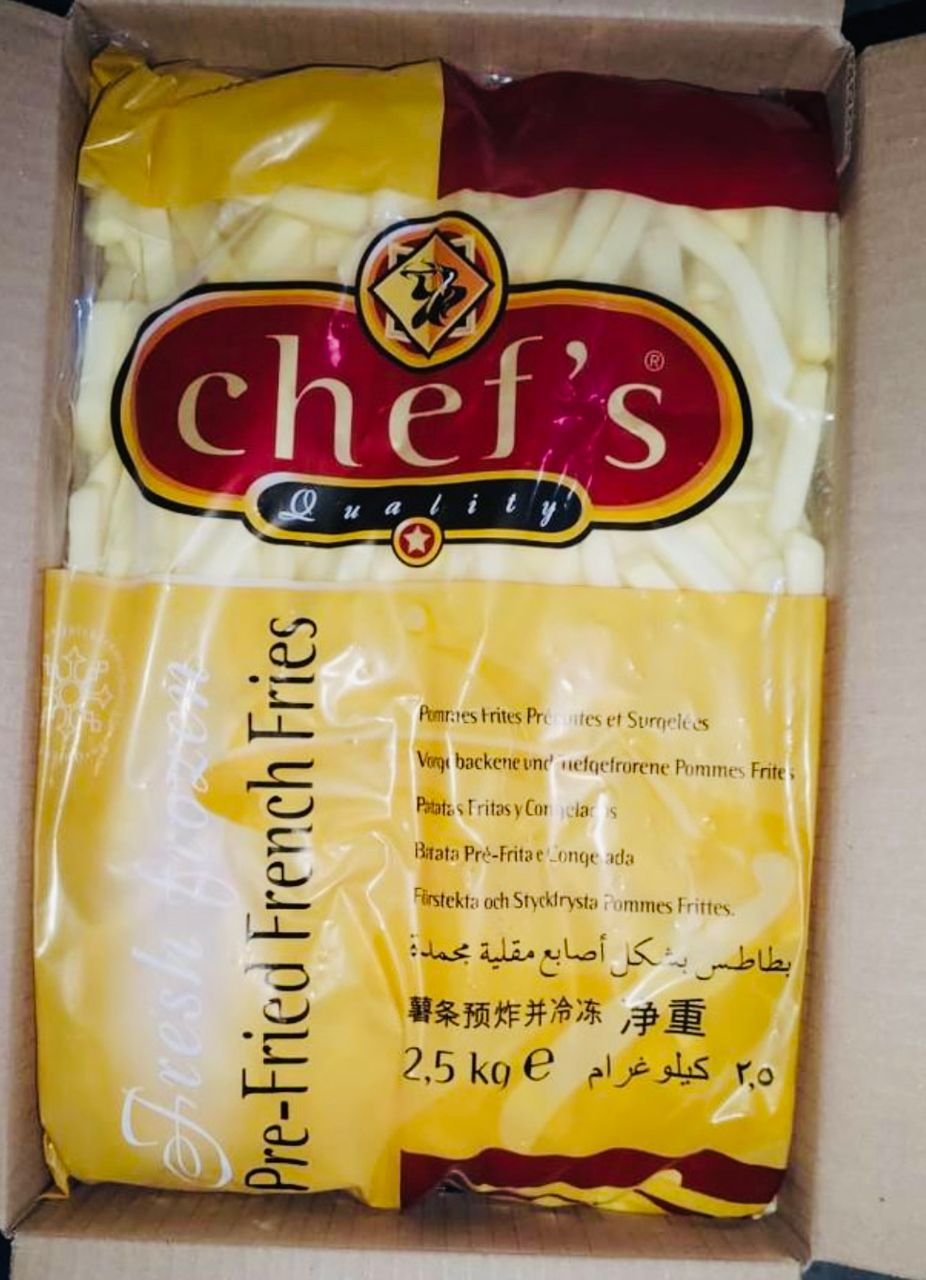 chef's ®
Quality
Fresh frozen
Pre-Fried French Fries
Pommes Frites Précuites et Surgelées
Vorgebackene und Tiefgefrorene Pommes Frites
Patatas Fritas y Congeladas
Batata Pré-Frita e Congelada
Förstekta och Styckfrysta Pommes Frittes.
بطاطس بشكل أصابع مقلية مجمدة
薯条预炸并冷冻 净重
2,5 kg e ٢,٥ كيلو غرام